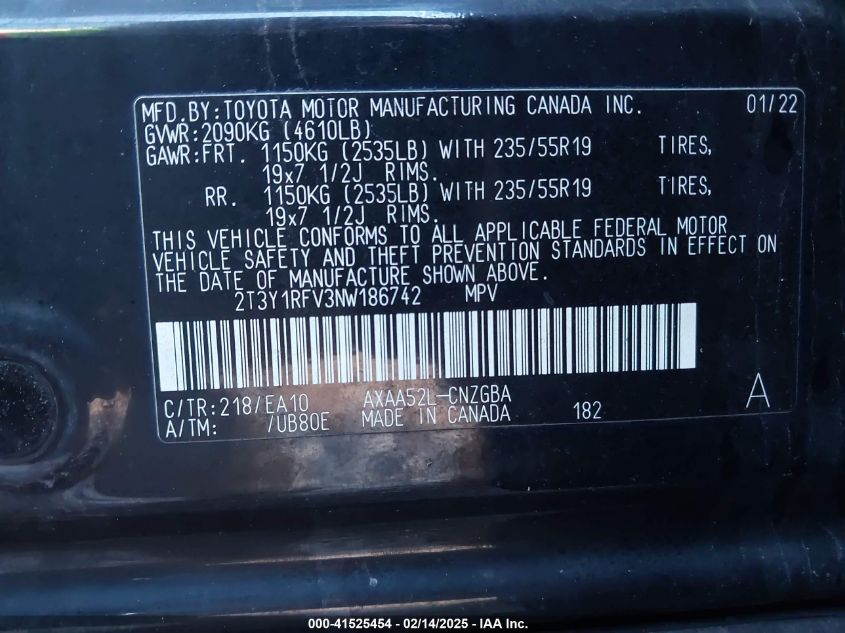 MFD.BY:TOYOTA MOTOR MANUFACTURING CANADA INC. 01/22
GVWR:2090KG (4610LB)
GAWR:FRT. 1150KG (2535LB) WITH 235/55R19 TIRES,
19x7 1/2J RIMS.
RR. 1150KG (2535LB) WITH 235/55R19 TIRES,
19x7 1/2J RIMS.
THIS VEHICLE CONFORMS TO ALL APPLICABLE FEDERAL MOTOR
VEHICLE SAFETY AND THEFT PREVENTION STANDARDS IN EFFECT ON
THE DATE OF MANUFACTURE SHOWN ABOVE.
2T3Y1RFV3NW186742 MPV
C/TR:218/EA10 AXAA52L-CNZGBA
A/TM: /UB80E MADE IN CANADA 182 A
000-41525454 - 02/14/2025 - IAA Inc.